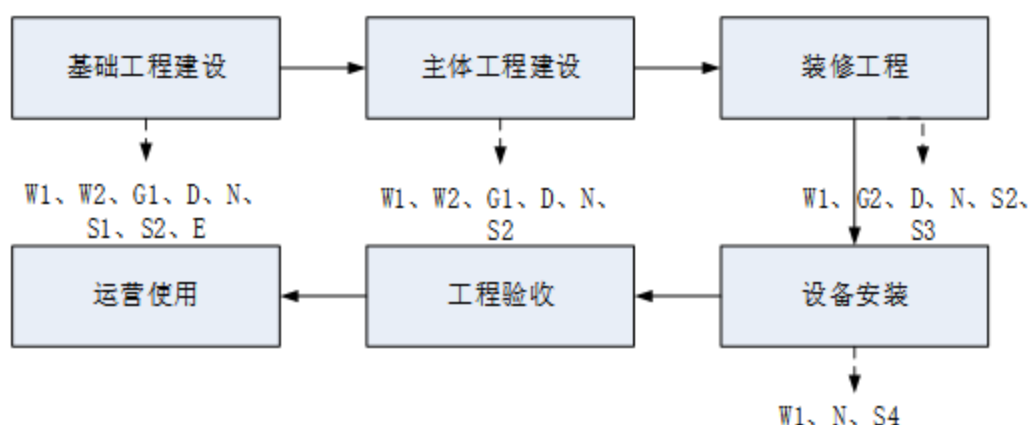 基础工程建设
主体工程建设
装修工程
W1、W2、G1、D、N、
S1、S2、E
W1、W2、G1、D、N、
S2
W1、G2、D、N、S2、
S3
运营使用
工程验收
设备安装
W1、N、S4